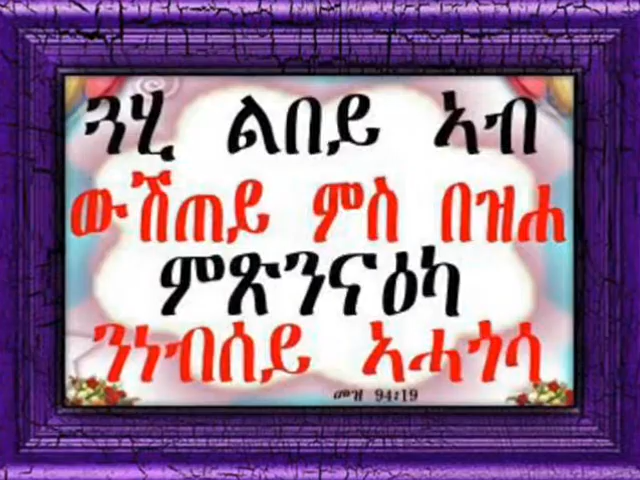 ጓሂ ልበይ ኣብ
ውሽጠይ ምስ በዝሐ
ምጽንናዕካ
ንነብሰይ ኣሓጎሳ
መዝ 94፡19